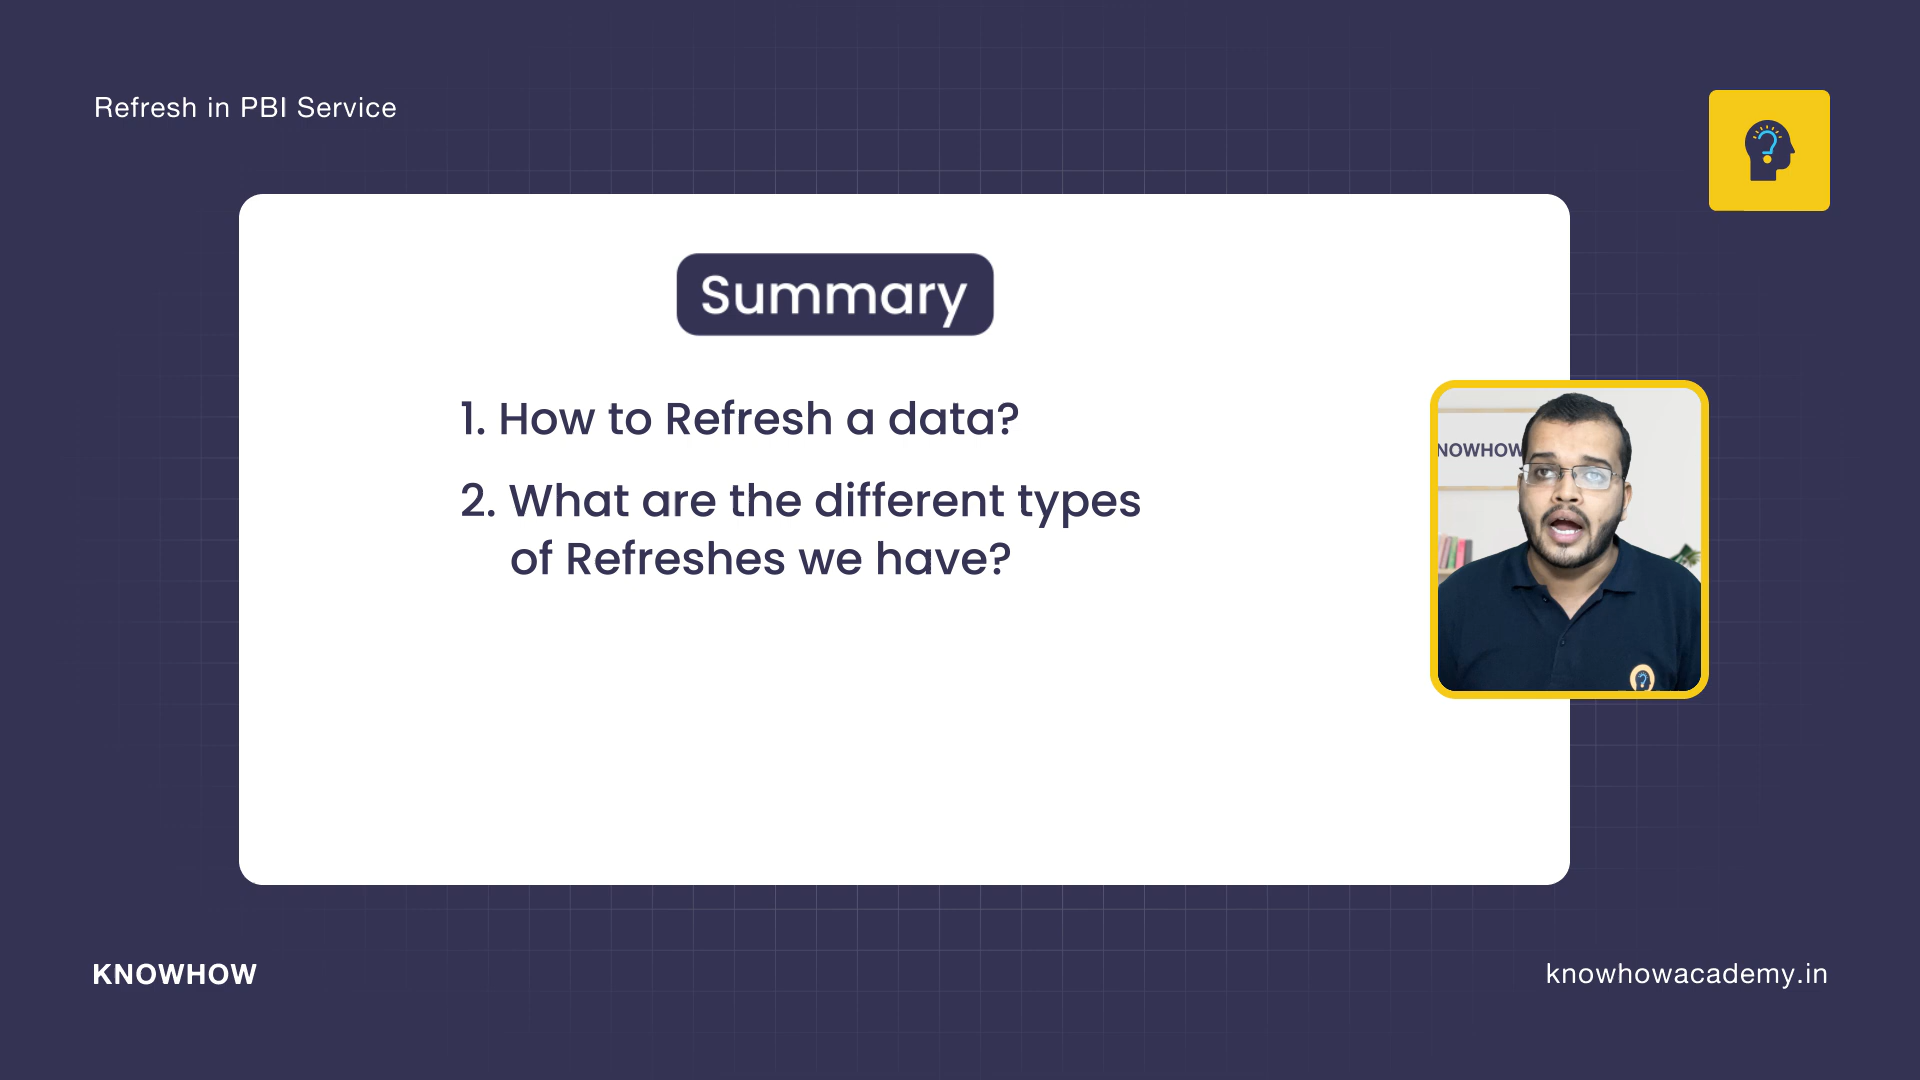 Refresh in PBI Service
Summary
1. How to Refresh a data?
2. What are the different types
of Refreshes we have?
NOWHOW
KNOWHOW
knowhowacademy.in